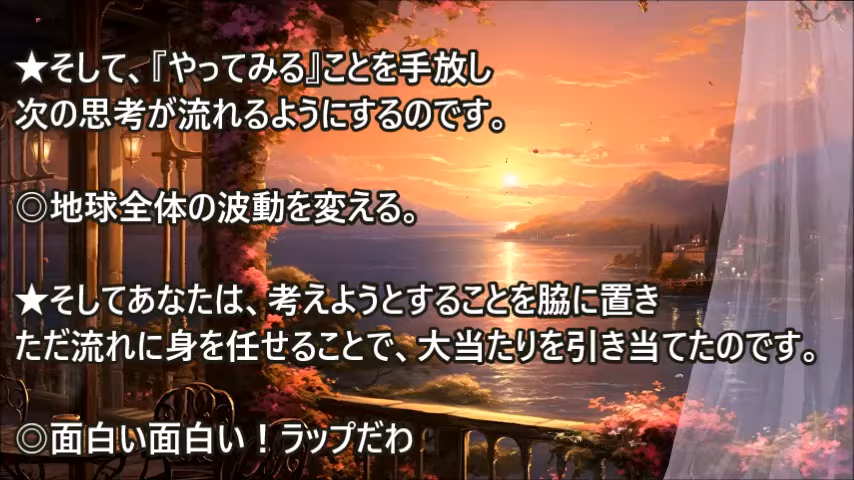 ★そして、『やってみる』ことを手放し
次の思考が流れるようにするのです。
◎地球全体の波動を変える。
★そしてあなたは、考えようとすることを脇に置き
ただ流れに身を任せることで、大当たりを引き当てたのです。
◎面白い面白い！ラップだわ